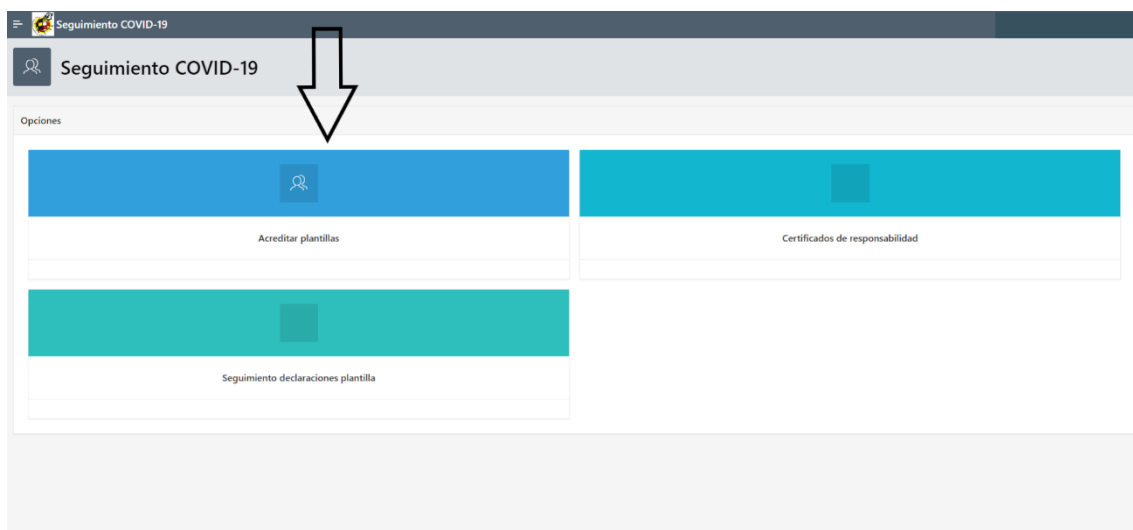 Seguimiento COVID-19
Seguimiento COVID-19
Opciones
Acreditar plantillas
Certificados de responsabilidad
Seguimiento declaraciones plantilla